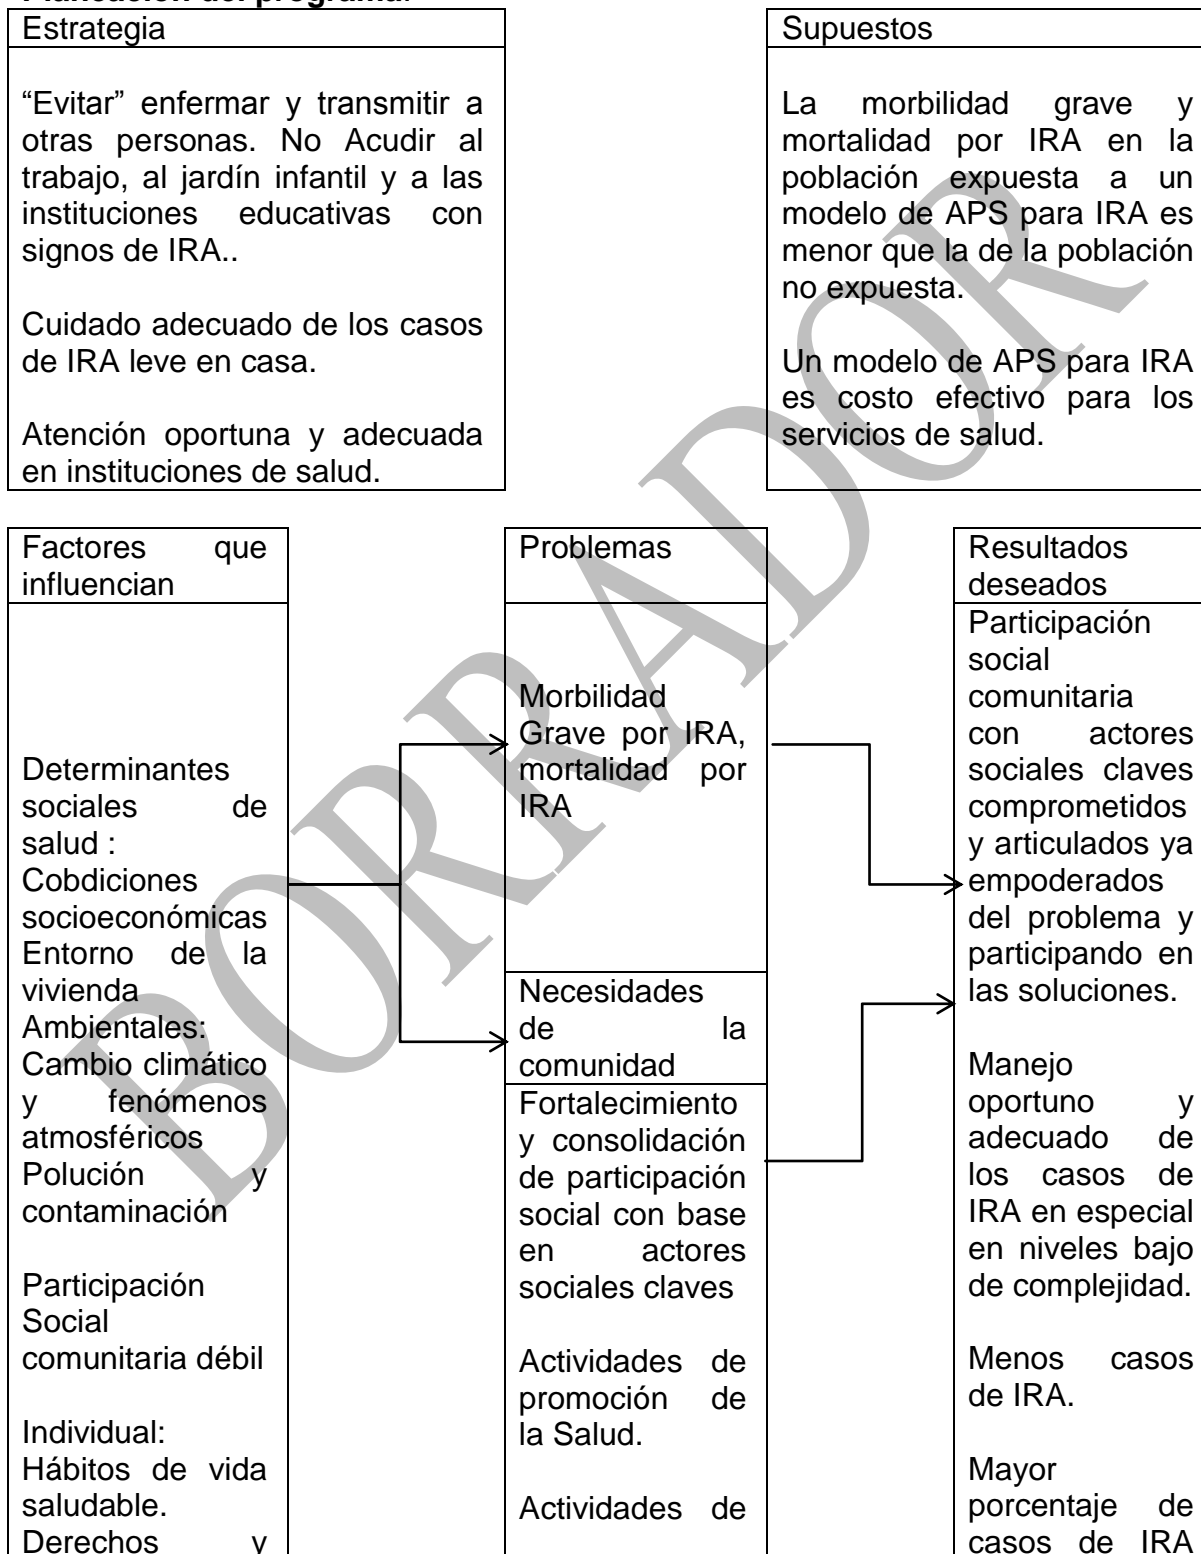 Planeación del programa.
Estrategia
“Evitar” enfermar y transmitir a
otras personas. No Acudir al
trabajo, al jardín infantil y a las
instituciones educativas con
signos de IRA..
Cuidado adecuado de los casos
de IRA leve en casa.
Atención oportuna y adecuada
en instituciones de salud.
Supuestos
La morbilidad grave y
mortalidad por IRA en la
población expuesta a un
modelo de APS para IRA es
menor que la de la población
no expuesta.
Un modelo de APS para IRA
es costo efectivo para los
servicios de salud.
Factores que
influencian
Determinantes
sociales de
salud :
Cobdiciones
socioeconómicas
Entorno de la
vivienda
Ambientales:
Cambio climático
y fenómenos
atmosféricos
Polución y
contaminación
Participación
Social
comunitaria débil
Individual:
Hábitos de vida
saludable.
Derechos y
Problemas
Morbilidad
Grave por IRA,
mortalidad por
IRA
Necesidades
de la
comunidad
Fortalecimiento
y consolidación
de participación
social con base
en actores
sociales claves
Actividades de
promoción de
la Salud.
Actividades de
Resultados
deseados
Participación
social
comunitaria
con actores
sociales claves
comprometidos
y articulados ya
empoderados
del problema y
participando en
las soluciones.
Manejo
oportuno y
adecuado de
los casos de
IRA en especial
en niveles bajo
de complejidad.
Menos casos
de IRA.
Mayor
porcentaje de
casos de IRA
BORRADOR